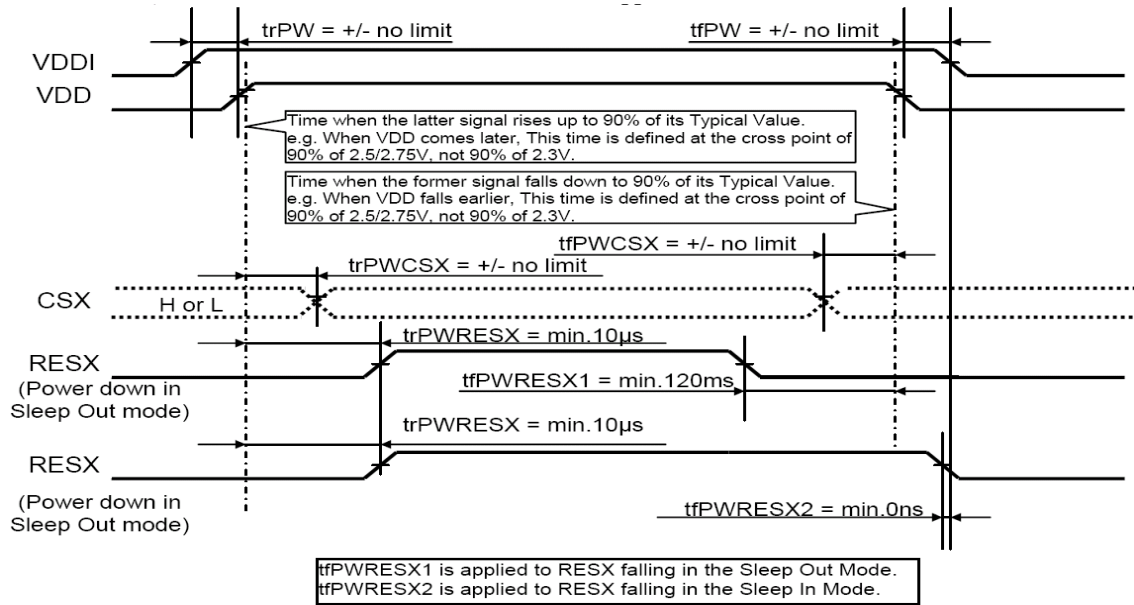 trPW = +/- no limit
tfPW = +/- no limit
VDDI
VDD
Time when the latter signal rises up to 90% of its Typical Value.
e.g. When VDD comes later, This time is defined at the cross point of
90% of 2.5/2.75V, not 90% of 2.3V.
Time when the former signal falls down to 90% of its Typical Value.
e.g. When VDD falls earlier, This time is defined at the cross point of
90% of 2.5/2.75V, not 90% of 2.3V.
tfPWCSX = +/- no limit
trPWCSX = +/- no limit
CSX
H or L
trPWRESX = min.10µs
RESX
(Power down in
Sleep Out mode)
tfPWRESX1 = min.120ms
trPWRESX = min.10µs
RESX
(Power down in
Sleep Out mode)
tfPWRESX2 = min.0ns
tfPWRESX1 is applied to RESX falling in the Sleep Out Mode.
tfPWRESX2 is applied to RESX falling in the Sleep In Mode.